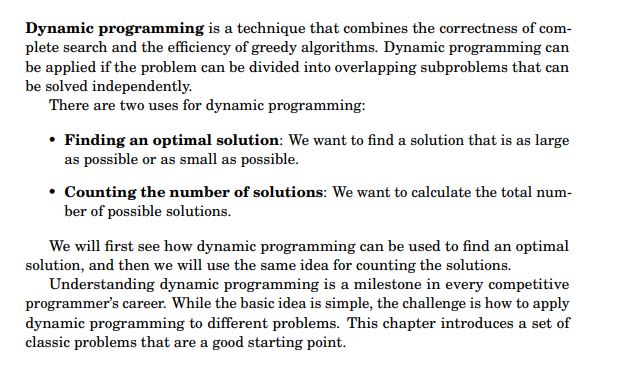 Dynamic programming is a technique that combines the correctness of com-
plete search and the efficiency of greedy algorithms. Dynamic programming can
be applied if the problem can be divided into overlapping subproblems that can
be solved independently.
There are two uses for dynamic programming:
• Finding an optimal solution: We want to find a solution that is as large
as possible or as small as possible.
• Counting the number of solutions: We want to calculate the total num-
ber of possible solutions.
We will first see how dynamic programming can be used to find an optimal
solution, and then we will use the same idea for counting the solutions.
Understanding dynamic programming is a milestone in every competitive
programmer's career. While the basic idea is simple, the challenge is how to apply
dynamic programming to different problems. This chapter introduces a set of
classic problems that are a good starting point.